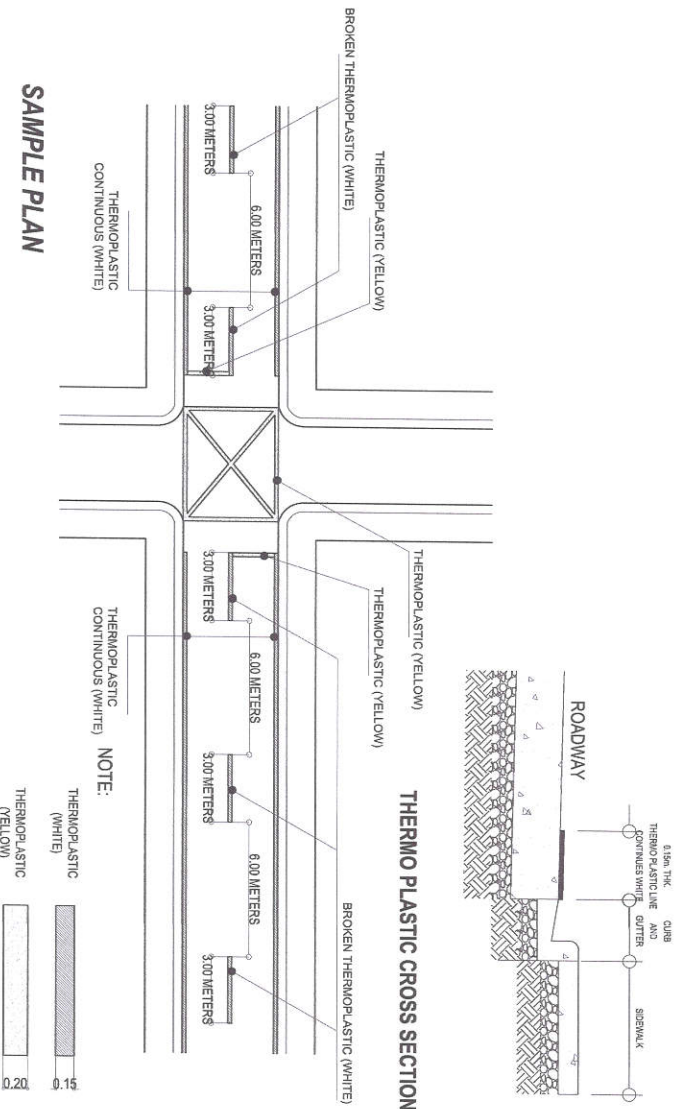 0.15m. THK.
THERMO PLASTIC LINE
CONTINUES WHITE
CURB
AND
GUTTER
SIDEWALK
ROADWAY
THERMO PLASTIC CROSS SECTION
THERMOPLASTIC (YELLOW)
BROKEN THERMOPLASTIC (WHITE)
THERMOPLASTIC (YELLOW)
THERMOPLASTIC (YELLOW)
BROKEN THERMOPLASTIC (WHITE)
6.00 METERS
6.00 METERS
6.00 METERS
3.00 METERS
3.00 METERS
3.00 METERS
3.00 METERS
3.00 METERS
THERMOPLASTIC
CONTINUOUS (WHITE)
THERMOPLASTIC
CONTINUOUS (WHITE)
SAMPLE PLAN
NOTE:
THERMOPLASTIC
(WHITE)
0.15
THERMOPLASTIC
(YELLOW)
0.20